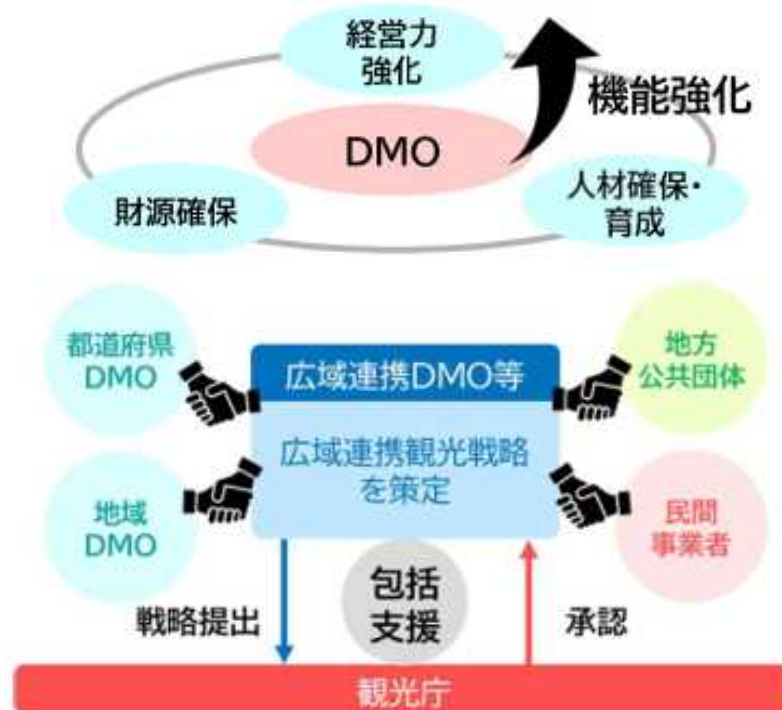 経営力
強化
機能強化
DMO
財源確保
人材確保・
育成
都道府県
DMO
広域連携DMO等
地方
公共団体
広域連携観光戦略
を策定
地域
DMO
民間
事業者
包括
支援
戦略提出
承認
観光庁